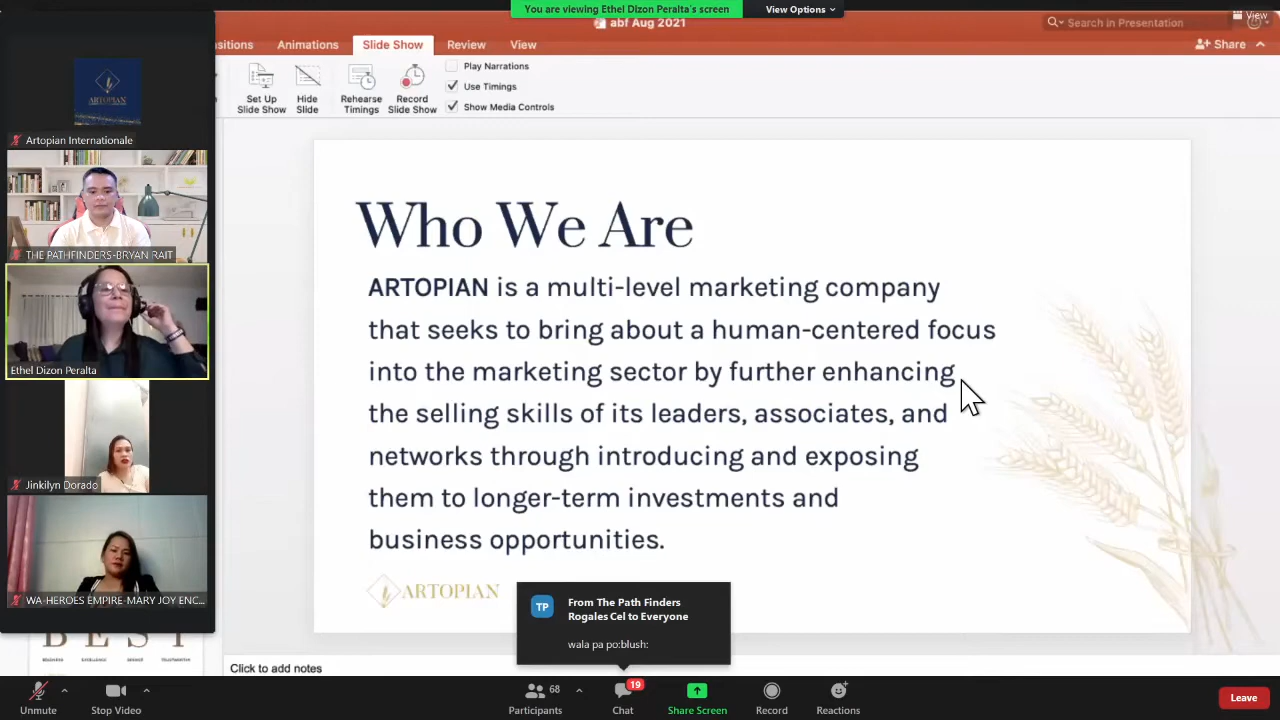 You are viewing Ethel Dizon Peralta's screen
View Options
View
abf Aug 2021
Search in Presentation
sitions
Animations
Slide Show
Review
View
Share
Set Up
Slide Show
Hide
Slide
Rehearse
Timings
Record
Slide Show
Play Narrations
Use Timings
Show Media Controls
ARTOPIAN
Artopian Internationale
THE PATHFINDERS-BRYAN RAIT
Ethel Dizon Peralta
Jinkilyn Dorado
WA-HEROES EMPIRE-MARY JOY ENC...
Who We Are
ARTOPIAN is a multi-level marketing company
that seeks to bring about a human-centered focus
into the marketing sector by further enhancing
the selling skills of its leaders, associates, and
networks through introducing and exposing
them to longer-term investments and
business opportunities.
ARTOPIAN
TP
From The Path Finders
Rogales Cel to Everyone
wala pa po:blush:
B E S T
Click to add notes
Unmute
Stop Video
68
Participants
19
Chat
Share Screen
Record
Reactions
Leave